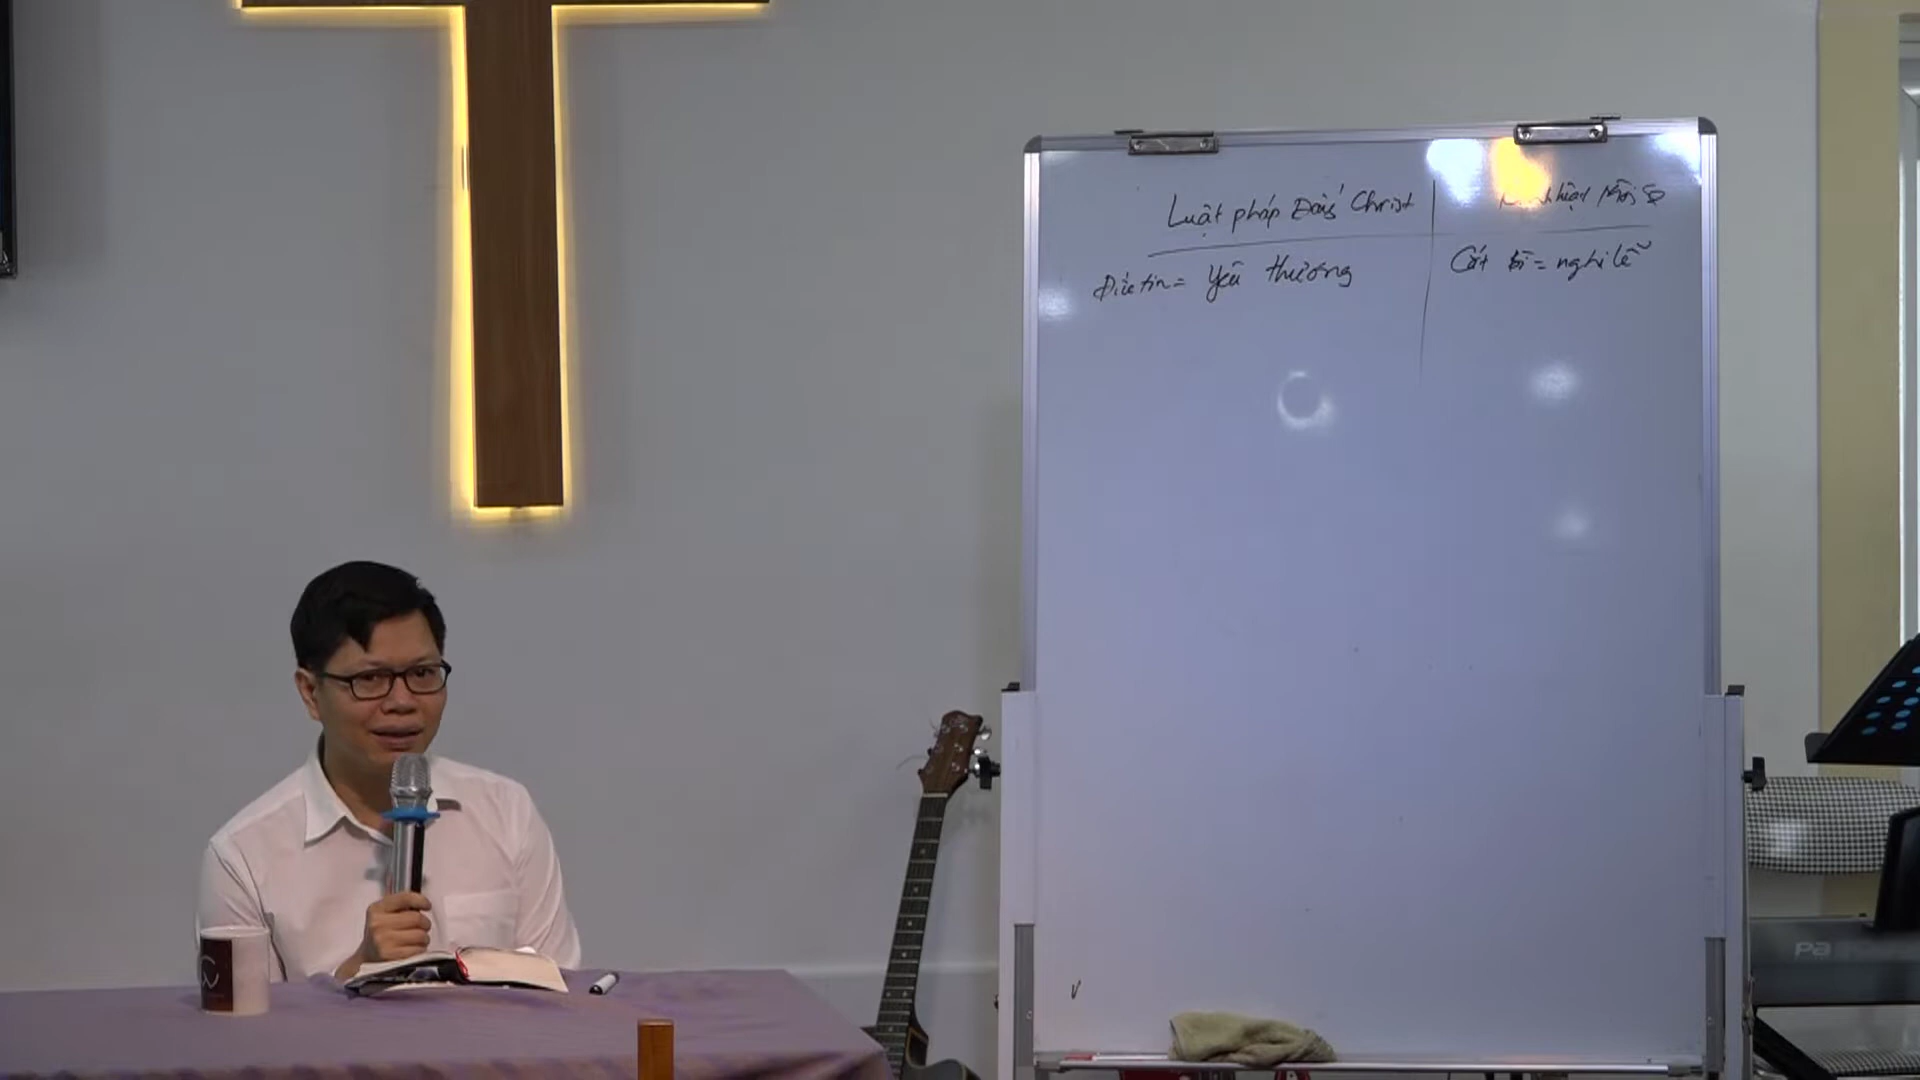 Luật pháp Đấng Christ
Môi se
Đức tin = yêu thương
Cắt bì = nghi lễ